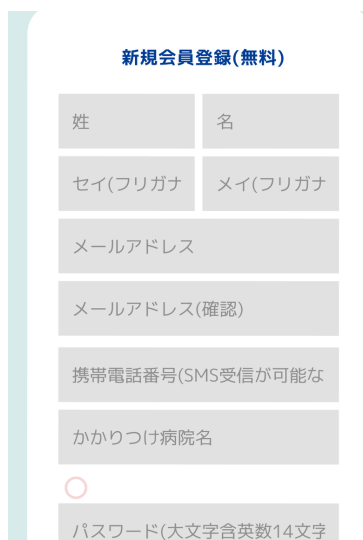 新規会員登録(無料)
姓 名
セイ(フリガナ メイ(フリガナ
メールアドレス
メールアドレス(確認)
携帯電話番号(SMS受信が可能な
かかりつけ病院名
パスワード(大文字含英数14文字